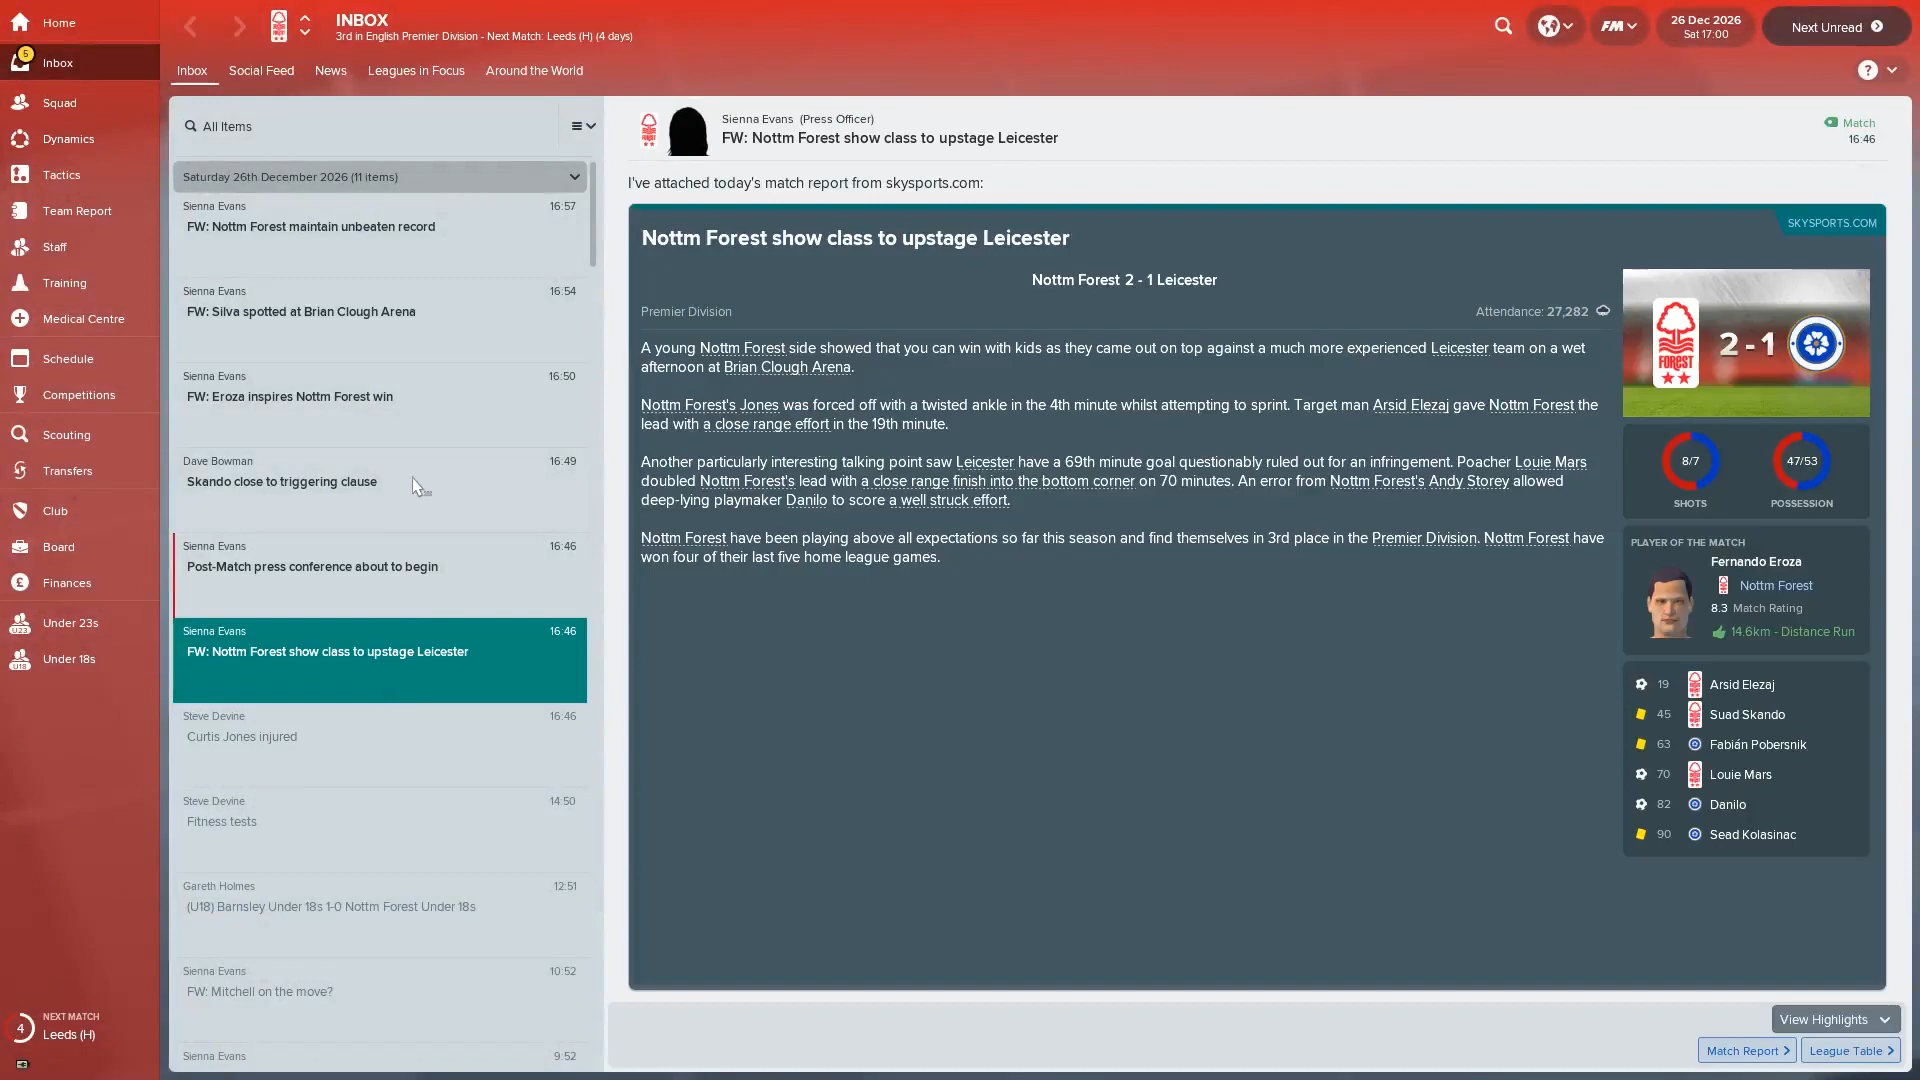 Home
5
Inbox
Squad
Dynamics
Tactics
Team Report
Staff
Training
Medical Centre
Schedule
Competitions
Scouting
Transfers
Club
Board
Finances
Under 23s
Under 18s
4
NEXT MATCH
Leeds (H)
INBOX
3rd in English Premier Division - Next Match: Leeds (H) (4 days)
FM
26 Dec 2026
Sat 17:00
Next Unread
Inbox
Social Feed
News
Leagues in Focus
Around the World
?
All Items
Saturday 26th December 2026 (11 items)
Sienna Evans 16:57
FW: Nottm Forest maintain unbeaten record
Sienna Evans 16:54
FW: Silva spotted at Brian Clough Arena
Sienna Evans 16:50
FW: Eroza inspires Nottm Forest win
Dave Bowman 16:49
Skando close to triggering clause
Sienna Evans 16:46
Post-Match press conference about to begin
Sienna Evans 16:46
FW: Nottm Forest show class to upstage Leicester
Steve Devine 16:46
Curtis Jones injured
Steve Devine 14:50
Fitness tests
Gareth Holmes 12:51
(U18) Barnsley Under 18s 1-0 Nottm Forest Under 18s
Sienna Evans 10:52
FW: Mitchell on the move?
Sienna Evans 9:52
Sienna Evans (Press Officer)
FW: Nottm Forest show class to upstage Leicester
Match
16:46
I've attached today's match report from skysports.com:
SKYSPORTS.COM
Nottm Forest show class to upstage Leicester
Nottm Forest 2 - 1 Leicester
Premier Division
Attendance: 27,282
A young Nottm Forest side showed that you can win with kids as they came out on top against a much more experienced Leicester team on a wet
afternoon at Brian Clough Arena.
Nottm Forest's Jones was forced off with a twisted ankle in the 4th minute whilst attempting to sprint. Target man Arsid Elezaj gave Nottm Forest the
lead with a close range effort in the 19th minute.
Another particularly interesting talking point saw Leicester have a 69th minute goal questionably ruled out for an infringement. Poacher Louie Mars
doubled Nottm Forest's lead with a close range finish into the bottom corner on 70 minutes. An error from Nottm Forest's Andy Storey allowed
deep-lying playmaker Danilo to score a well struck effort.
Nottm Forest have been playing above all expectations so far this season and find themselves in 3rd place in the Premier Division. Nottm Forest have
won four of their last five home league games.
FOREST
2 - 1
8/7
SHOTS
47/53
POSSESSION
PLAYER OF THE MATCH
Fernando Eroza
Nottm Forest
8.3 Match Rating
14.6km - Distance Run
19 Arsid Elezaj
45 Suad Skando
63 Fabián Pobersnik
70 Louie Mars
82 Danilo
90 Sead Kolasinac
View Highlights
Match Report
League Table